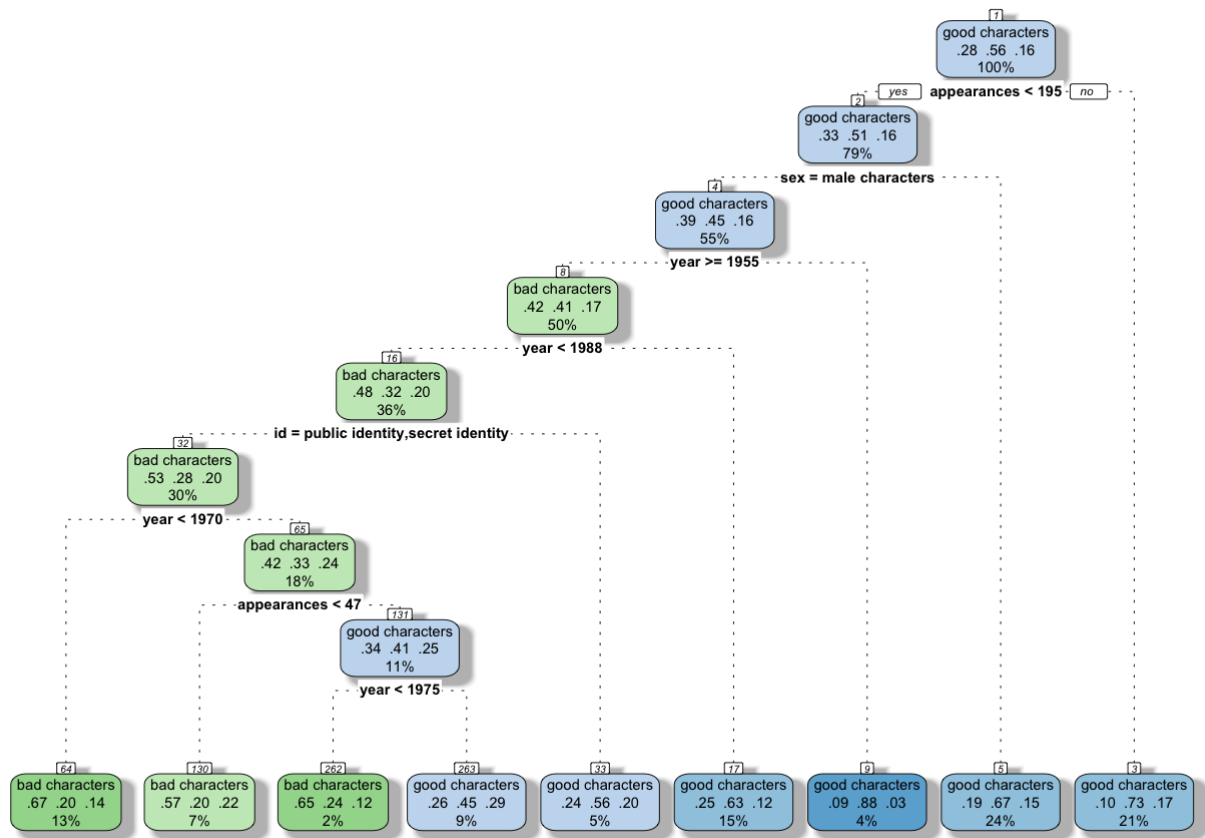 1
good characters
.28 .56 .16
100%
yes appearances < 195 no
2
good characters
.33 .51 .16
79%
sex = male characters
4
good characters
.39 .45 .16
55%
year >= 1955
8
bad characters
.42 .41 .17
50%
year < 1988
16
bad characters
.48 .32 .20
36%
id = public identity,secret identity
32
bad characters
.53 .28 .20
30%
year < 1970
65
bad characters
.42 .33 .24
18%
appearances < 47
131
good characters
.34 .41 .25
11%
year < 1975
64
bad characters
.67 .20 .14
13%
130
bad characters
.57 .20 .22
7%
262
bad characters
.65 .24 .12
2%
263
good characters
.26 .45 .29
9%
33
good characters
.24 .56 .20
5%
17
good characters
.25 .63 .12
15%
9
good characters
.09 .88 .03
4%
5
good characters
.19 .67 .15
24%
3
good characters
.10 .73 .17
21%